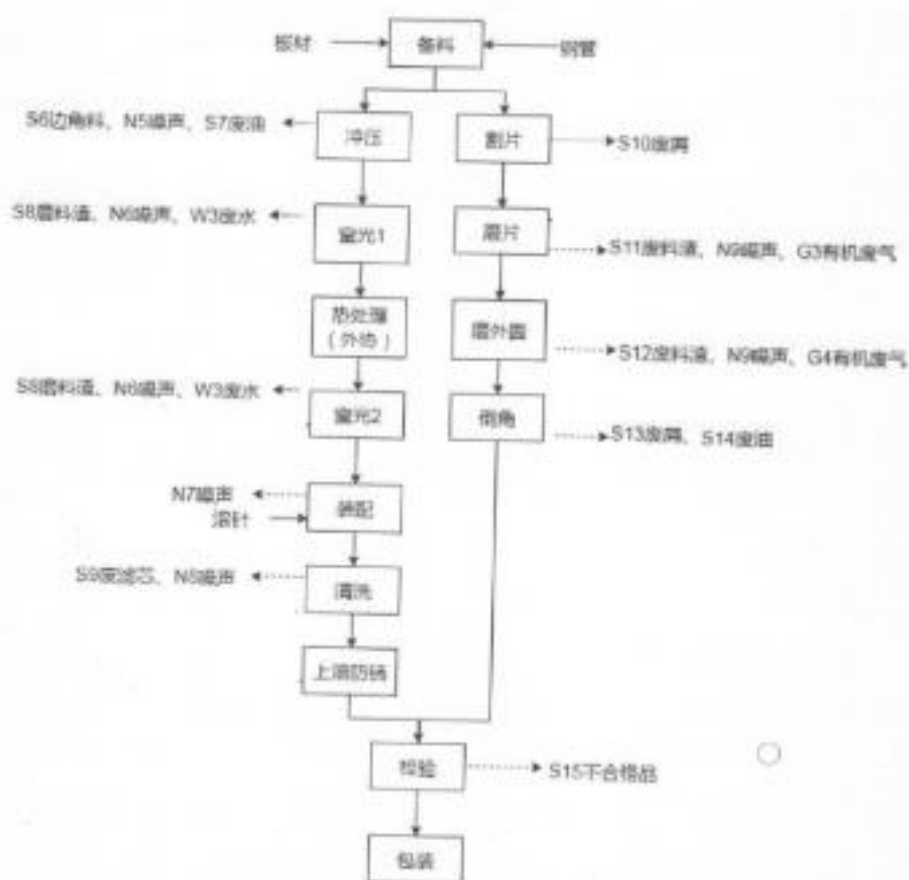 板材
备料
钢管
S6边角料、N5噪声、S7废油
冲压
割片
S10废屑
S8磨料渣、N6噪声、W3废水
窜光1
磨片
S11废料渣、N9噪声、G3有机废气
热处理
（外协）
磨外圆
S12废料渣、N9噪声、G4有机废气
S8磨料渣、N6噪声、W3废水
窜光2
倒角
S13废屑、S14废油
N7噪声
滚针
装配
S9废滤芯、N8噪声
清洗
上油防锈
检验
S15不合格品
包装